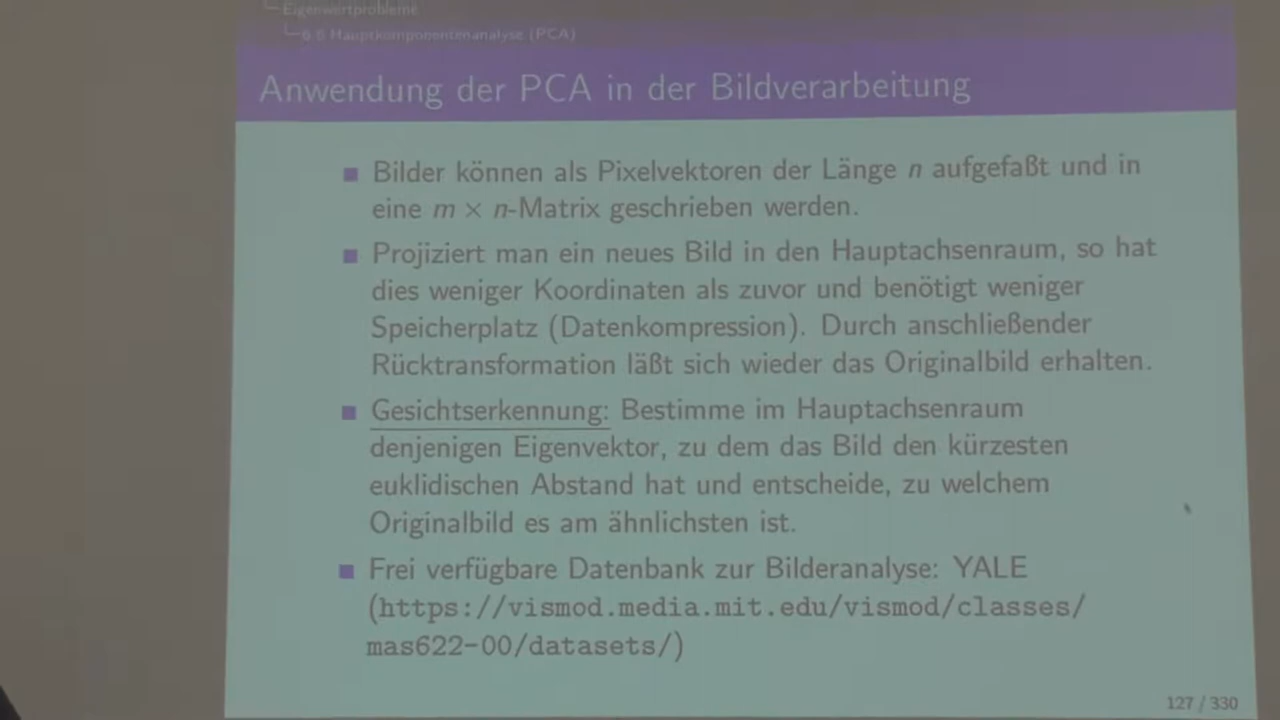 Eigenwertprobleme
6.6 Hauptkomponentenanalyse (PCA)
Anwendung der PCA in der Bildverarbeitung
Bilder können als Pixelvektoren der Länge n aufgefaßt und in
eine m × n-Matrix geschrieben werden.
Projiziert man ein neues Bild in den Hauptachsenraum, so hat
dies weniger Koordinaten als zuvor und benötigt weniger
Speicherplatz (Datenkompression). Durch anschließender
Rücktransformation läßt sich wieder das Originalbild erhalten.
Gesichtserkennung: Bestimme im Hauptachsenraum
denjenigen Eigenvektor, zu dem das Bild den kürzesten
euklidischen Abstand hat und entscheide, zu welchem
Originalbild es am ähnlichsten ist.
Frei verfügbare Datenbank zur Bilderanalyse: YALE
(https://vismod.media.mit.edu/vismod/classes/
mas622-00/datasets/)
127 / 330